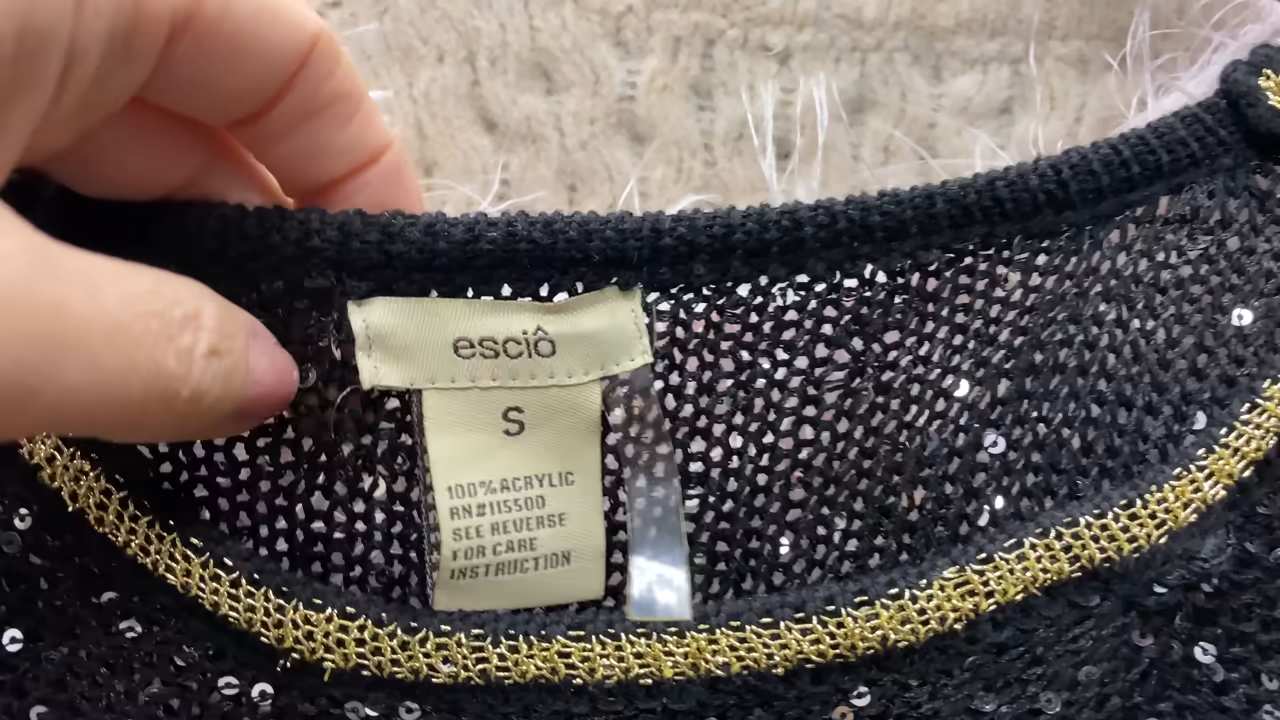 esciô
S
100% ACRYLIC
RN#115500
SEE REVERSE
FOR CARE
INSTRUCTION